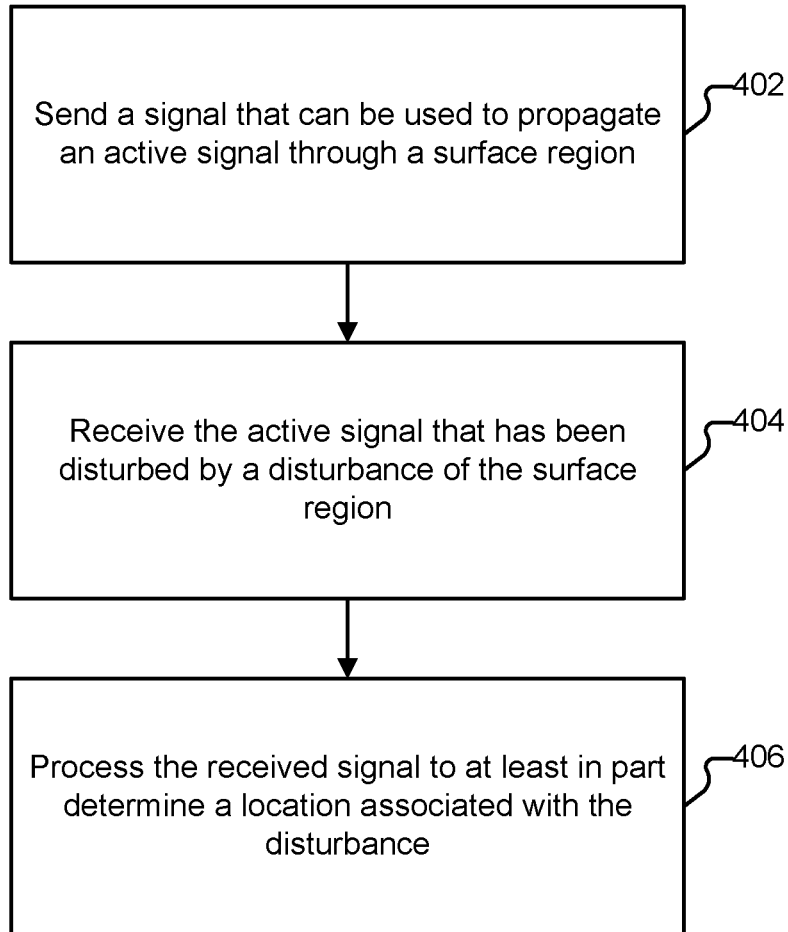 Send a signal that can be used to propagate
an active signal through a surface region
402
Receive the active signal that has been
disturbed by a disturbance of the surface
region
404
Process the received signal to at least in part
determine a location associated with the
disturbance
406